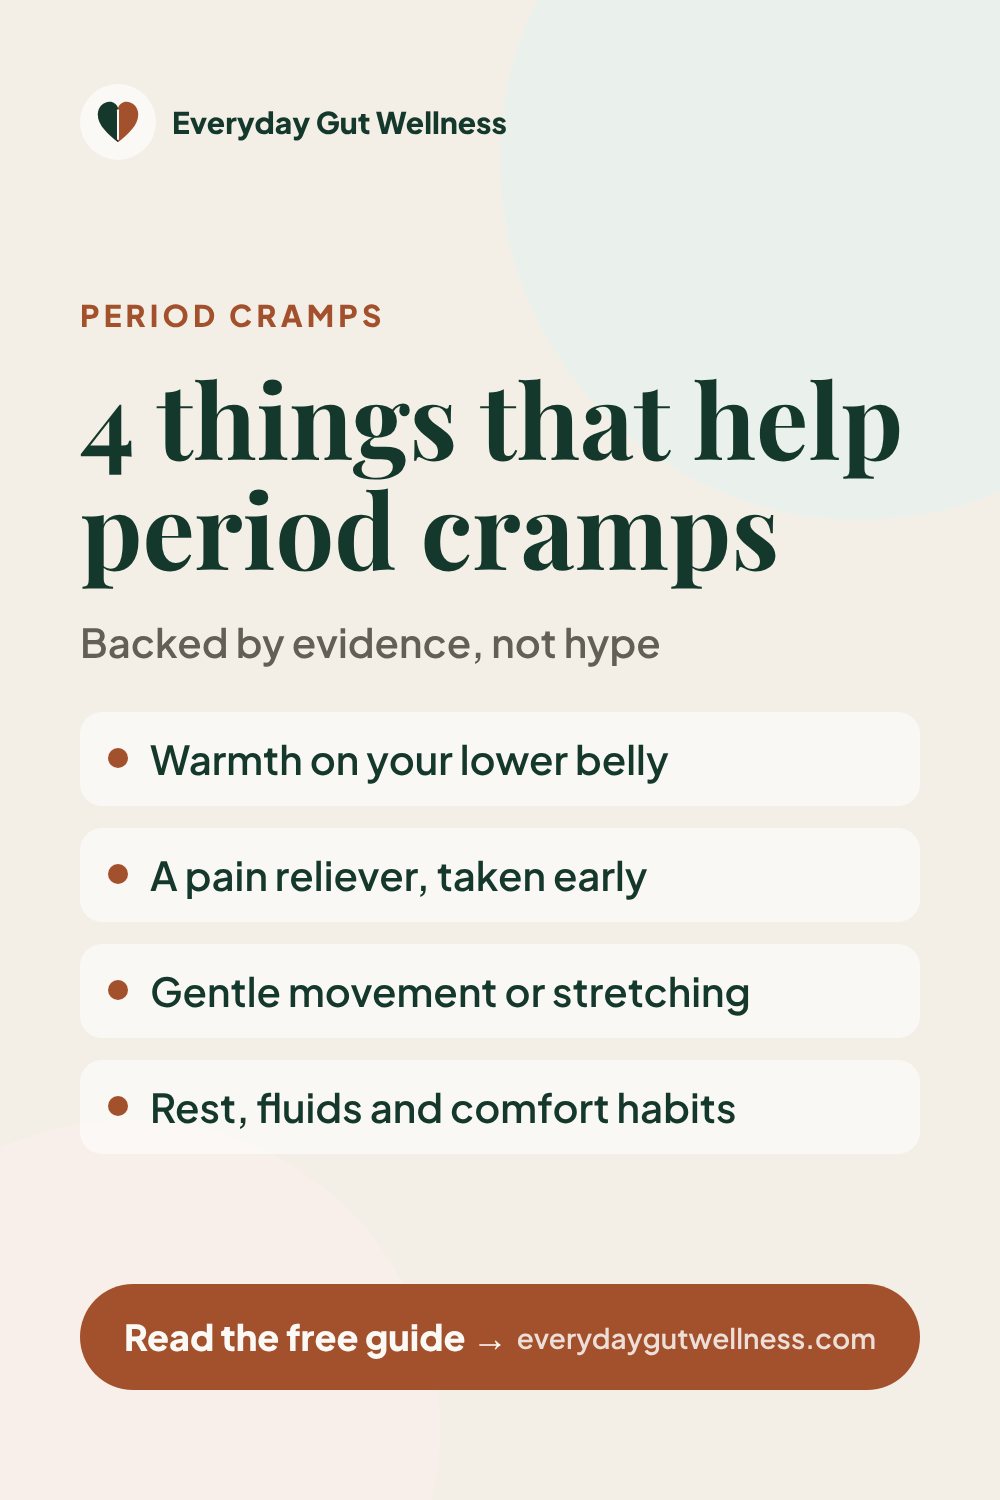 Everyday Gut Wellness
PERIOD CRAMPS
4 things that help
period cramps
Backed by evidence, not hype
Warmth on your lower belly
A pain reliever, taken early
Gentle movement or stretching
Rest, fluids and comfort habits
Read the free guide → everydaygutwellness.com